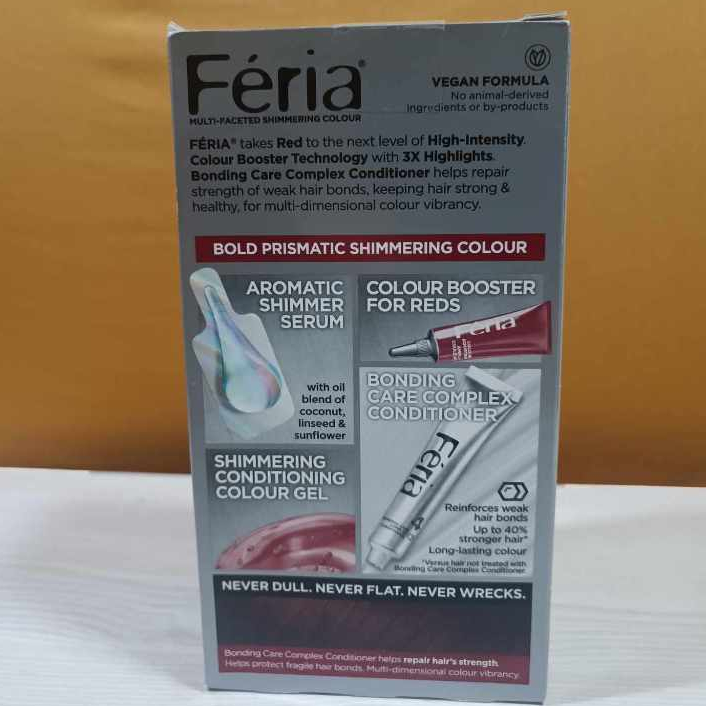 Féria®
MULTI-FACETED SHIMMERING COLOUR
VEGAN FORMULA
No animal-derived
ingredients or by-products
FÉRIA® takes Red to the next level of High-Intensity.
Colour Booster Technology with 3X Highlights.
Bonding Care Complex Conditioner helps repair
strength of weak hair bonds, keeping hair strong &
healthy, for multi-dimensional colour vibrancy.
BOLD PRISMATIC SHIMMERING COLOUR
AROMATIC
SHIMMER
SERUM
with oil
blend of
coconut,
linseed &
sunflower
COLOUR BOOSTER
FOR REDS
Féria
BONDING
CARE COMPLEX
CONDITIONER
Féria
Reinforces weak
hair bonds
Up to 40%
stronger hair*
Long-lasting colour
*Versus hair not treated with
Bonding Care Complex Conditioner.
SHIMMERING
CONDITIONING
COLOUR GEL
NEVER DULL. NEVER FLAT. NEVER WRECKS.
Bonding Care Complex Conditioner helps repair hair's strength.
Helps protect fragile hair bonds. Multi-dimensional colour vibrancy.